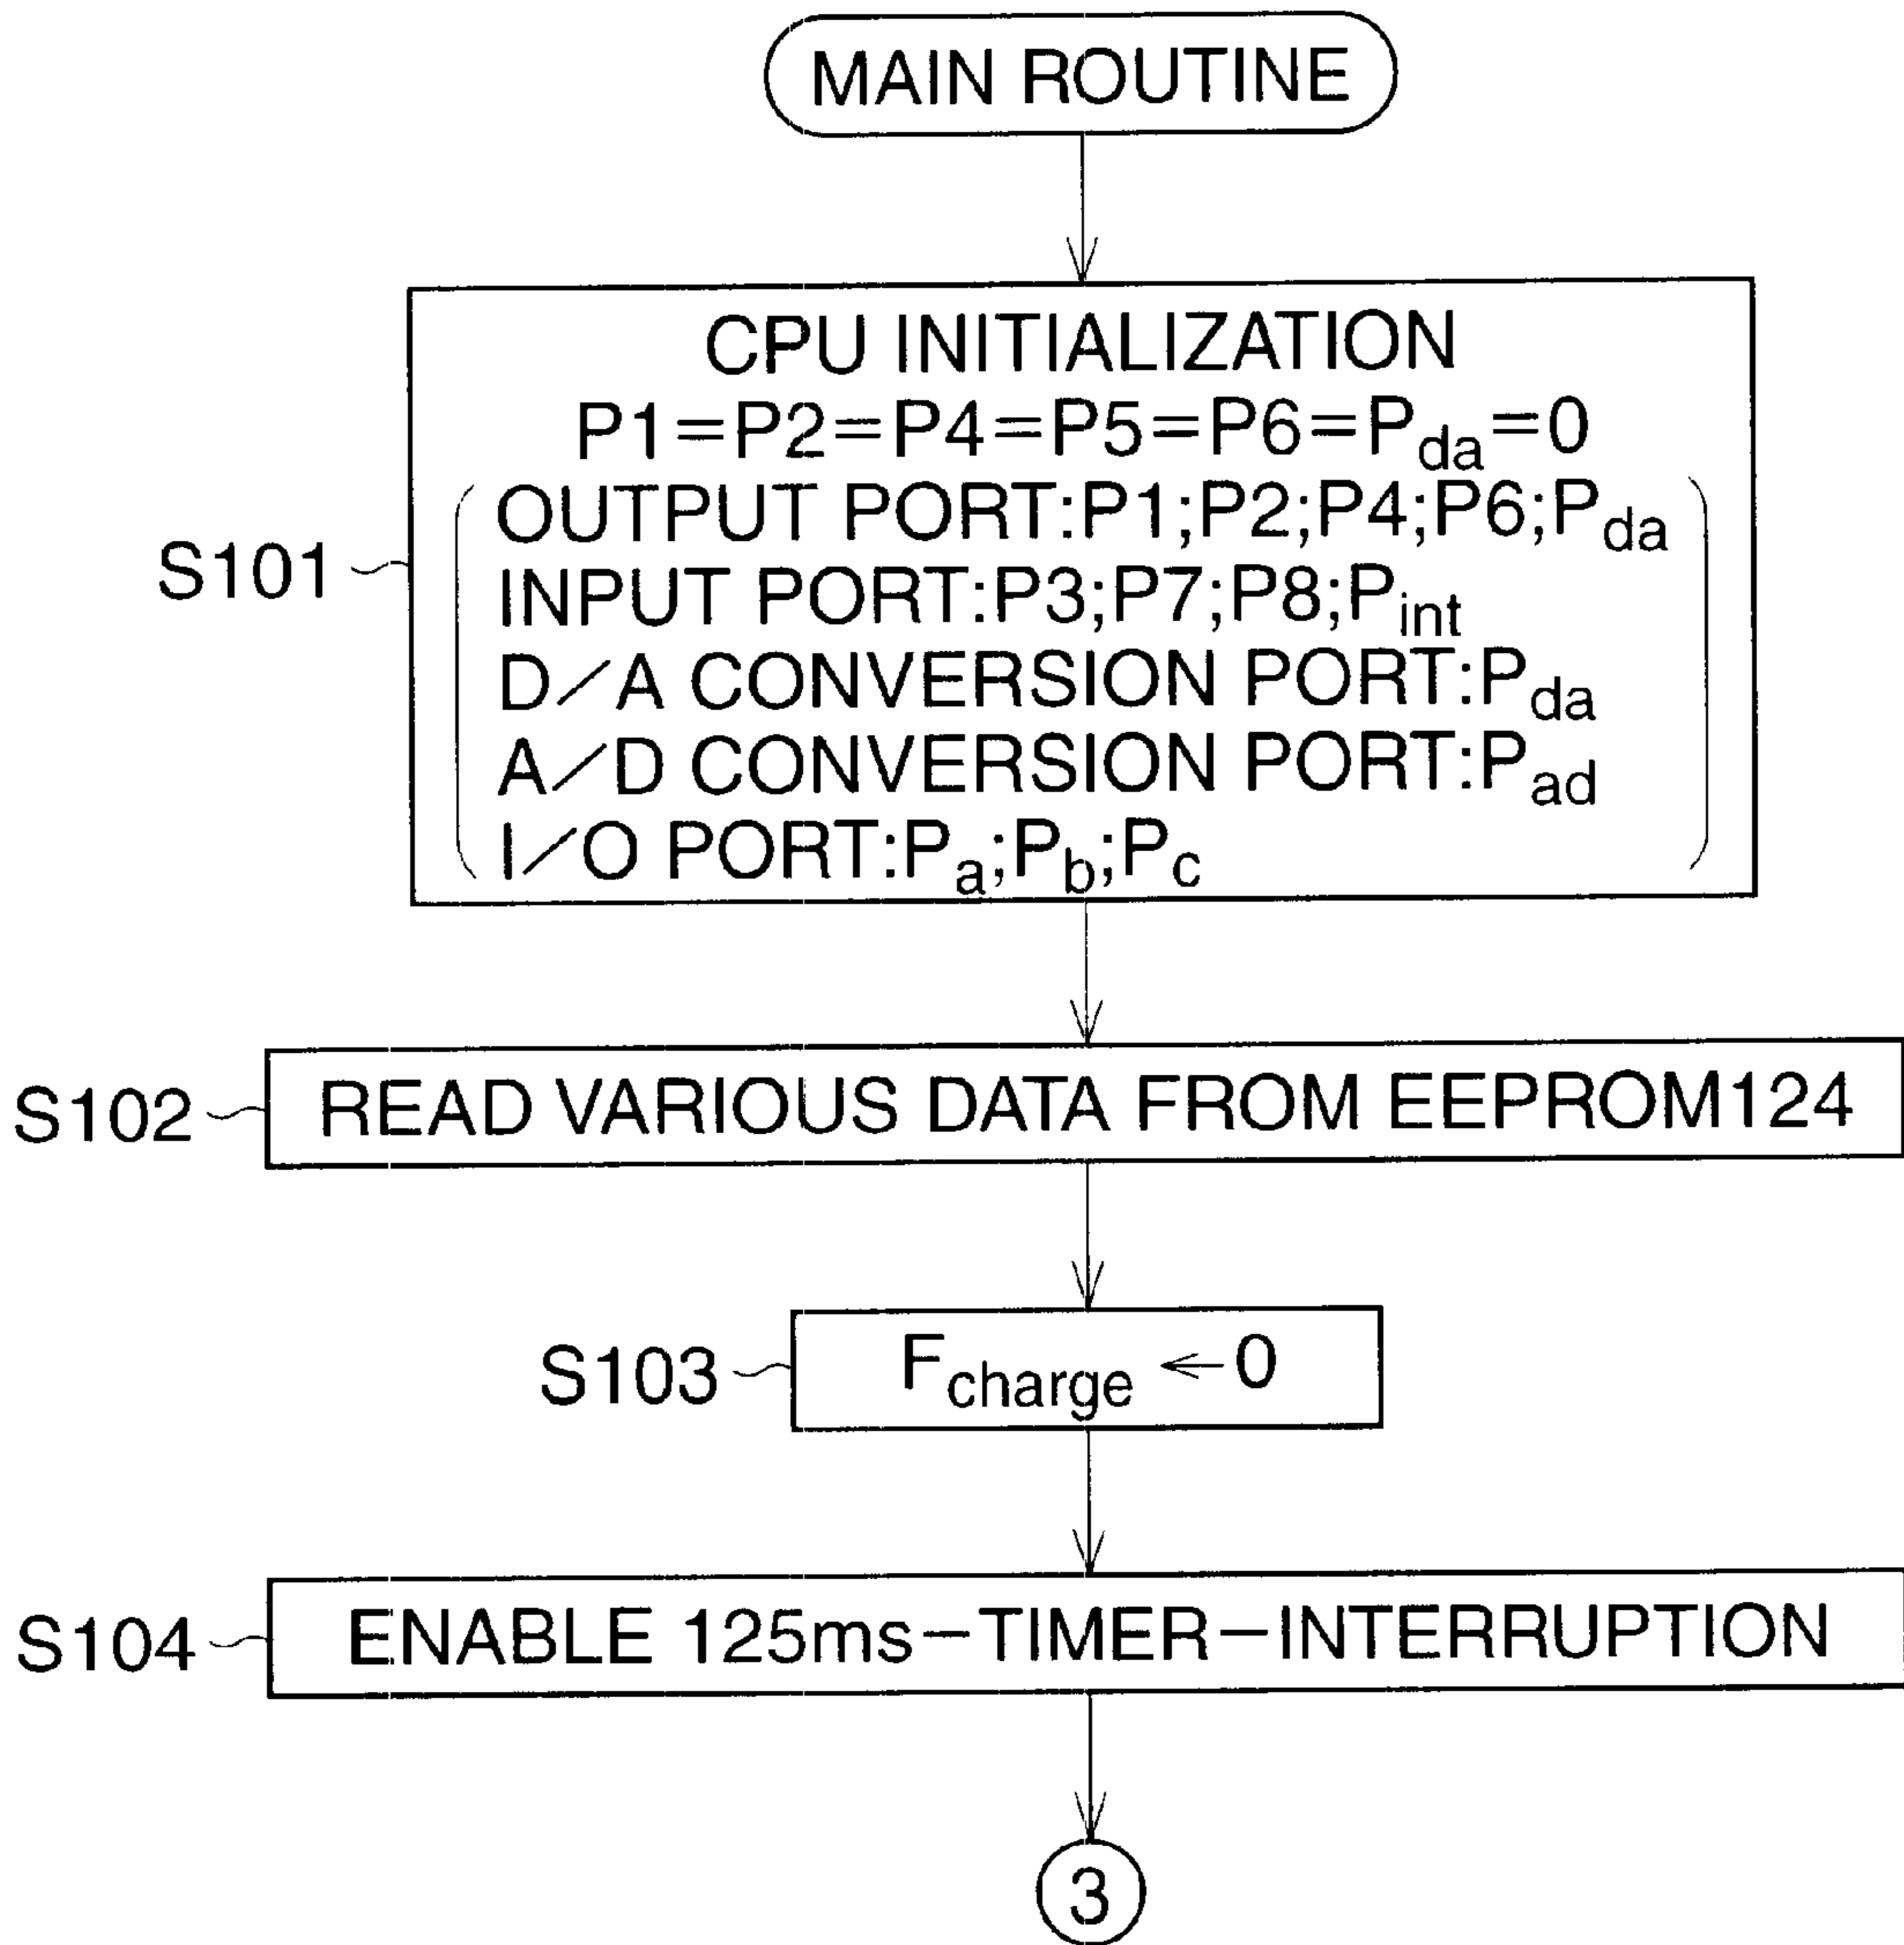 MAIN ROUTINE
CPU INITIALIZATION
P1=P2=P4=P5=P6=Pda=0
OUTPUT PORT:P1;P2;P4;P6;Pda
S101
INPUT PORT:P3;P7;P8;Pint
D/A CONVERSION PORT:Pda
A/D CONVERSION PORT:Pad
I/O PORT:Pa;Pb;Pc
S102 READ VARIOUS DATA FROM EEPROM124
S103 Fcharge ←0
S104 ENABLE 125ms-TIMER-INTERRUPTION
3